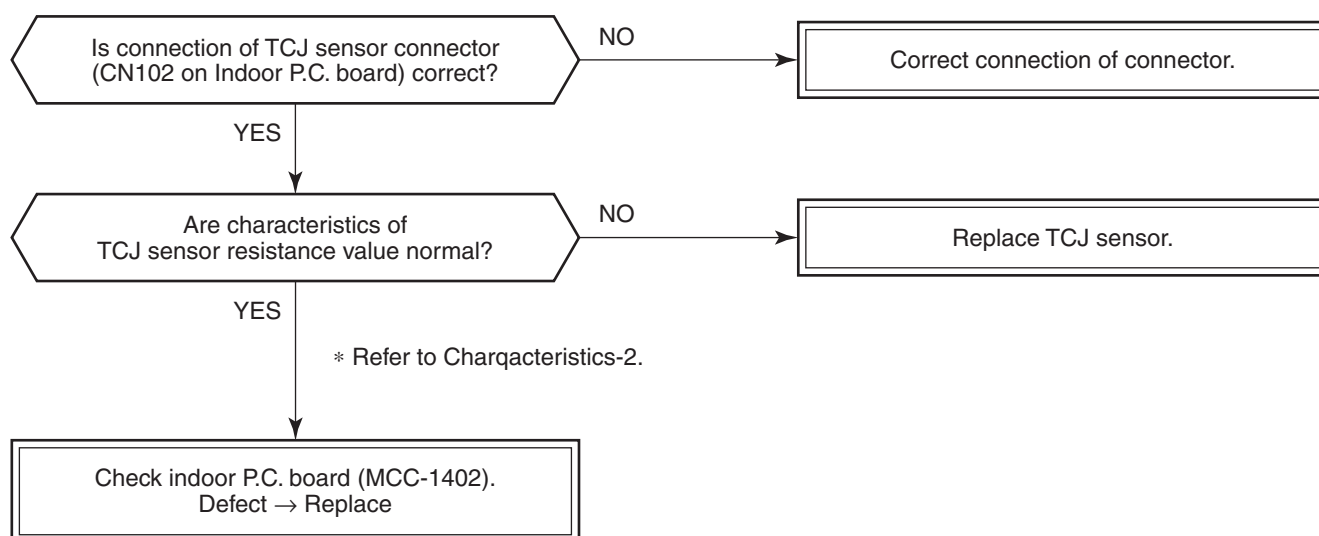 Is connection of TCJ sensor connector
(CN102 on Indoor P.C. board) correct?
NO
Correct connection of connector.
YES
Are characteristics of
TCJ sensor resistance value normal?
NO
Replace TCJ sensor.
YES
* Refer to Charqacteristics-2.
Check indoor P.C. board (MCC-1402).
Defect → Replace